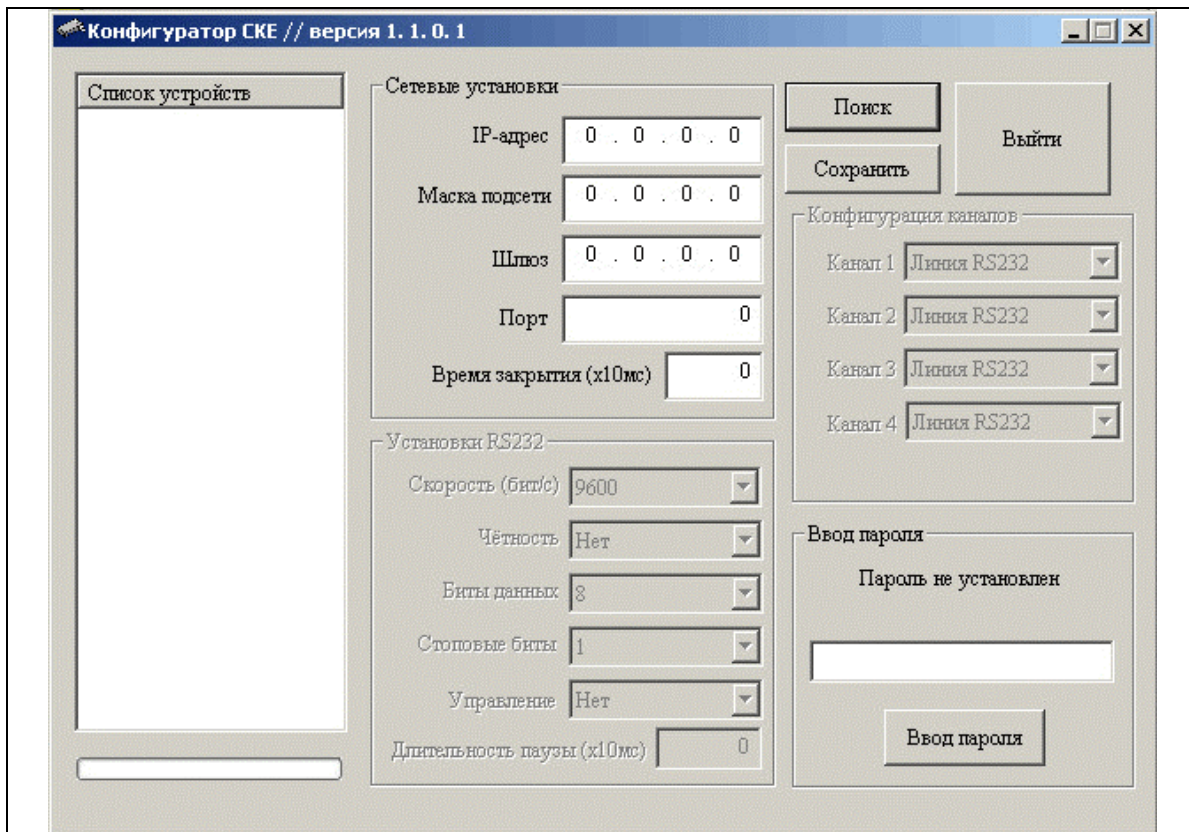 Конфигуратор СКЕ // версия 1. 1. 0. 1
Список устройств
Сетевые установки
IP-адрес 0 . 0 . 0 . 0
Маска подсети 0 . 0 . 0 . 0
Шлюз 0 . 0 . 0 . 0
Порт 0
Время закрытия (x10мс) 0
Установки RS232
Скорость (бит/с) 9600
Чётность Нет
Биты данных 8
Стоповые биты 1
Управление Нет
Длительность паузы (x10мс) 0
Поиск
Сохранить
Выйти
Конфигурация каналов
Канал 1 Линия RS232
Канал 2 Линия RS232
Канал 3 Линия RS232
Канал 4 Линия RS232
Ввод пароля
Пароль не установлен
Ввод пароля